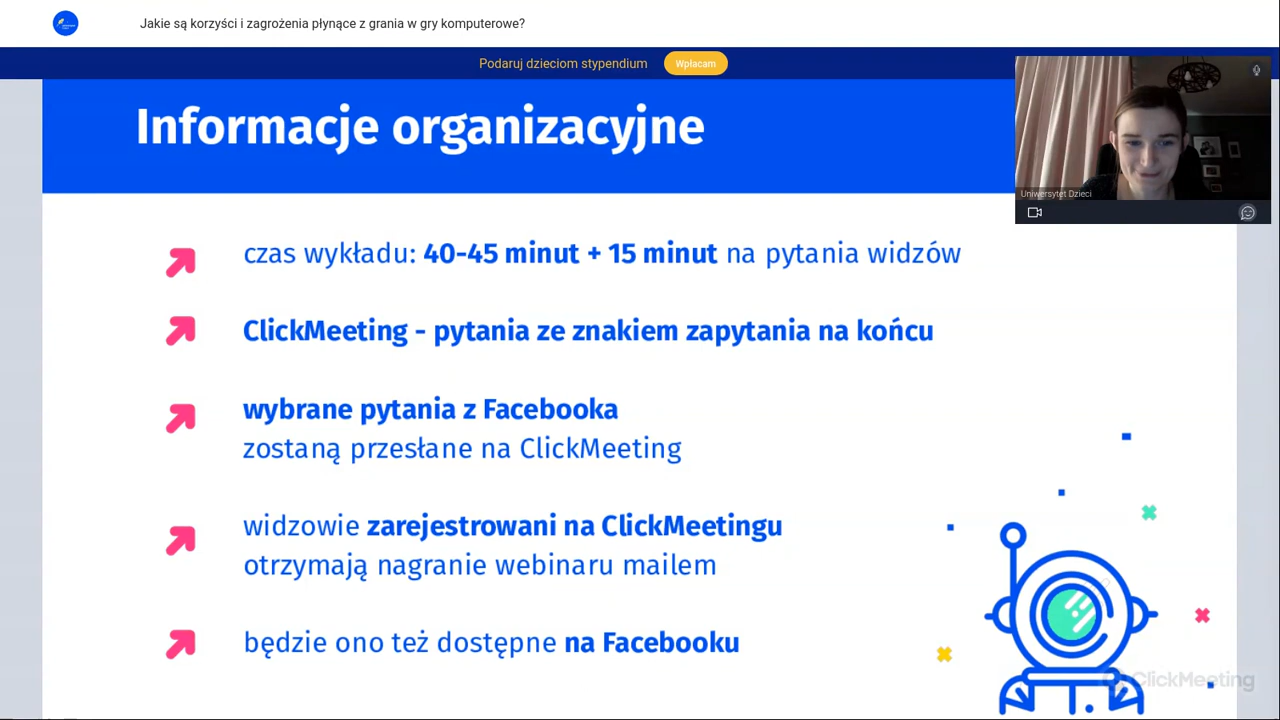 Jakie są korzyści i zagrożenia płynące z grania w gry komputerowe?
Podaruj dzieciom stypendium
Wpłacam
Informacje organizacyjne
Uniwersytet Dzieci
czas wykładu: 40-45 minut + 15 minut na pytania widzów
ClickMeeting - pytania ze znakiem zapytania na końcu
wybrane pytania z Facebooka
zostaną przesłane na ClickMeeting
widzowie zarejestrowani na ClickMeetingu
otrzymają nagranie webinaru mailem
będzie ono też dostępne na Facebooku
ClickMeeting